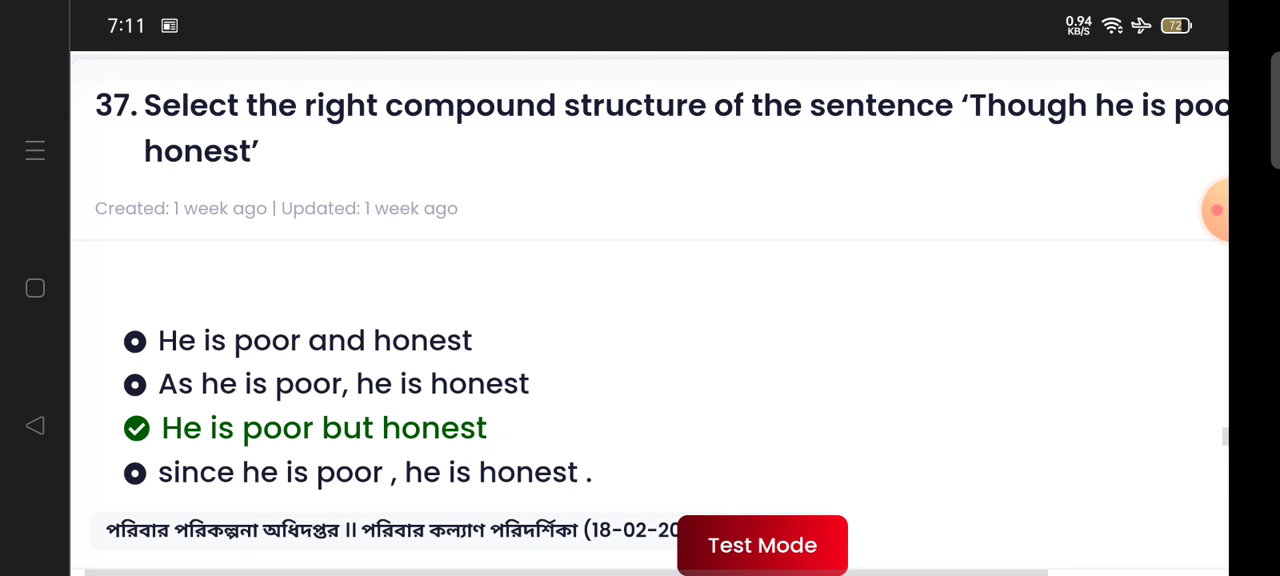 7:11
0.94
KB/S
72
37. Select the right compound structure of the sentence ‘Though he is
honest’
Created: 1 week ago | Updated: 1 week ago
He is poor and honest
As he is poor, he is honest
He is poor but honest
since he is poor , he is honest .
পরিবার পরিকল্পনা অধিদপ্তর ।। পরিবার কল্যাণ পরিদর্শিকা (18-02-20
Test Mode